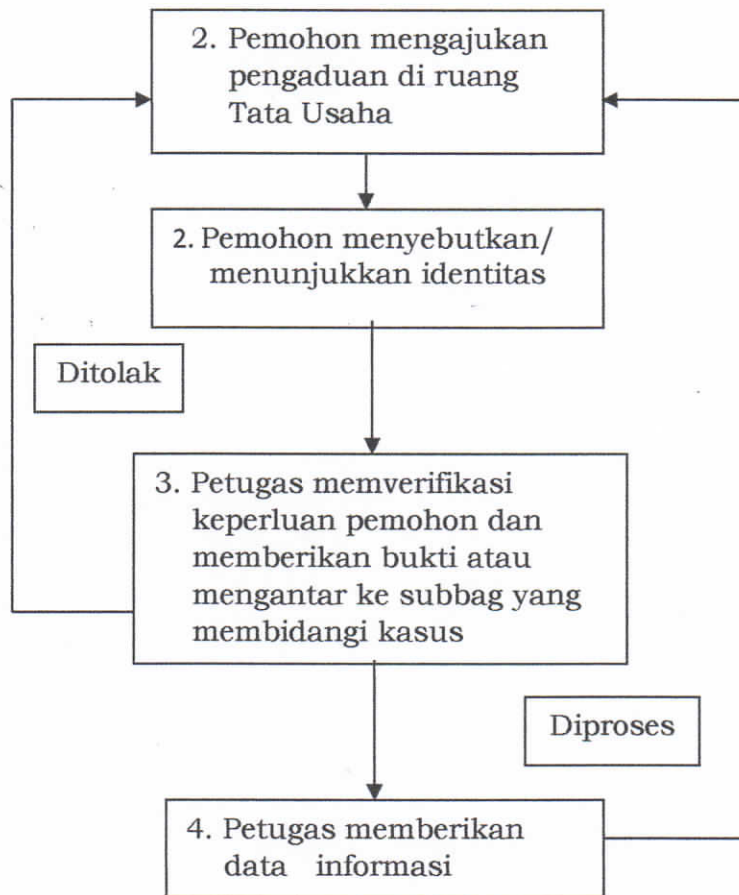 2. Pemohon mengajukan
pengaduan di ruang
Tata Usaha
2. Pemohon menyebutkan/
menunjukkan identitas
Ditolak
3. Petugas memverifikasi
keperluan pemohon dan
memberikan bukti atau
mengantar ke subbag yang
membidangi kasus
Diproses
4. Petugas memberikan
data informasi